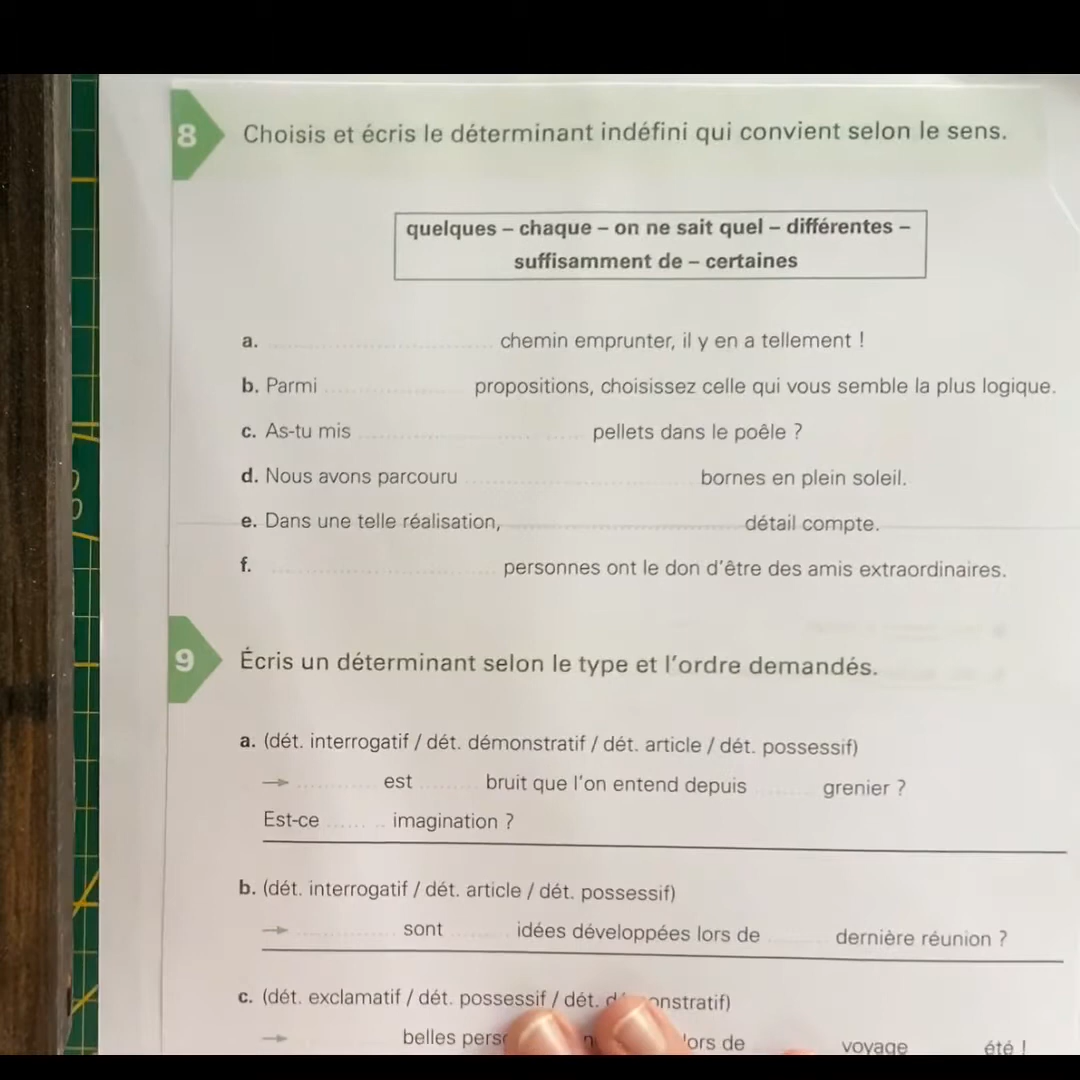 8 Choisis et écris le déterminant indéfini qui convient selon le sens.
quelques – chaque – on ne sait quel – différentes –
suffisamment de – certaines
a. .................... chemin emprunter, il y en a tellement !
b. Parmi .................... propositions, choisissez celle qui vous semble la plus logique.
c. As-tu mis .................... pellets dans le poêle ?
d. Nous avons parcouru .................... bornes en plein soleil.
e. Dans une telle réalisation, .................... détail compte.
f. .................... personnes ont le don d'être des amis extraordinaires.
9 Écris un déterminant selon le type et l'ordre demandés.
a. (dét. interrogatif / dét. démonstratif / dét. article / dét. possessif)
→ ............ est ......... bruit que l'on entend depuis ......... grenier ?
Est-ce ......... imagination ?
b. (dét. interrogatif / dét. article / dét. possessif)
→ ............ sont ......... idées développées lors de ......... dernière réunion ?
c. (dét. exclamatif / dét. possessif / dét.
→ belles lors de voyage été !